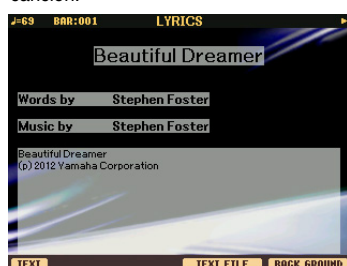 ♩=69 BAR:001 LYRICS
Beautiful Dreamer
Words by Stephen Foster
Music by Stephen Foster
Beautiful Dreamer
(p) 2012 Yamaha Corporation
TEXT TEXT FILE BACK GROUND